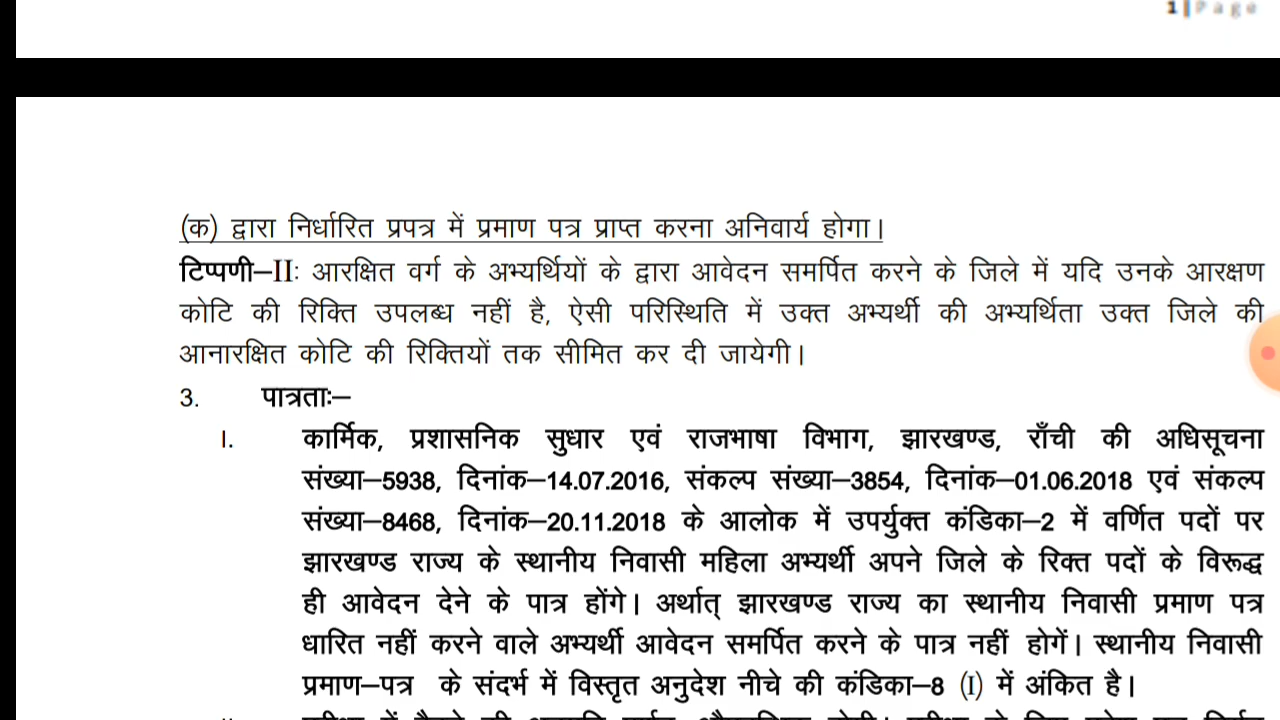 1 | P a g e
(क) द्वारा निर्धारित प्रपत्र में प्रमाण पत्र प्राप्त करना अनिवार्य होगा।
टिप्पणी–II: आरक्षित वर्ग के अभ्यर्थियों के द्वारा आवेदन समर्पित करने के जिले में यदि उनके आरक्षण
कोटि की रिक्ति उपलब्ध नहीं है, ऐसी परिस्थिति में उक्त अभ्यर्थी की अभ्यर्थिता उक्त जिले की
आनारक्षित कोटि की रिक्तियों तक सीमित कर दी जायेगी।
3. पात्रताः–
I. कार्मिक, प्रशासनिक सुधार एवं राजभाषा विभाग, झारखण्ड, राँची की अधिसूचना
संख्या–5938, दिनांक–14.07.2016, संकल्प संख्या–3854, दिनांक–01.06.2018 एवं संकल्प
संख्या–8468, दिनांक–20.11.2018 के आलोक में उपर्युक्त कंडिका–2 में वर्णित पदों पर
झारखण्ड राज्य के स्थानीय निवासी महिला अभ्यर्थी अपने जिले के रिक्त पदों के विरूद्ध
ही आवेदन देने के पात्र होंगे। अर्थात् झारखण्ड राज्य का स्थानीय निवासी प्रमाण पत्र
धारित नहीं करने वाले अभ्यर्थी आवेदन समर्पित करने के पात्र नहीं होगें। स्थानीय निवासी
प्रमाण–पत्र के संदर्भ में विस्तृत अनुदेश नीचे की कंडिका–8 (I) में अंकित है।